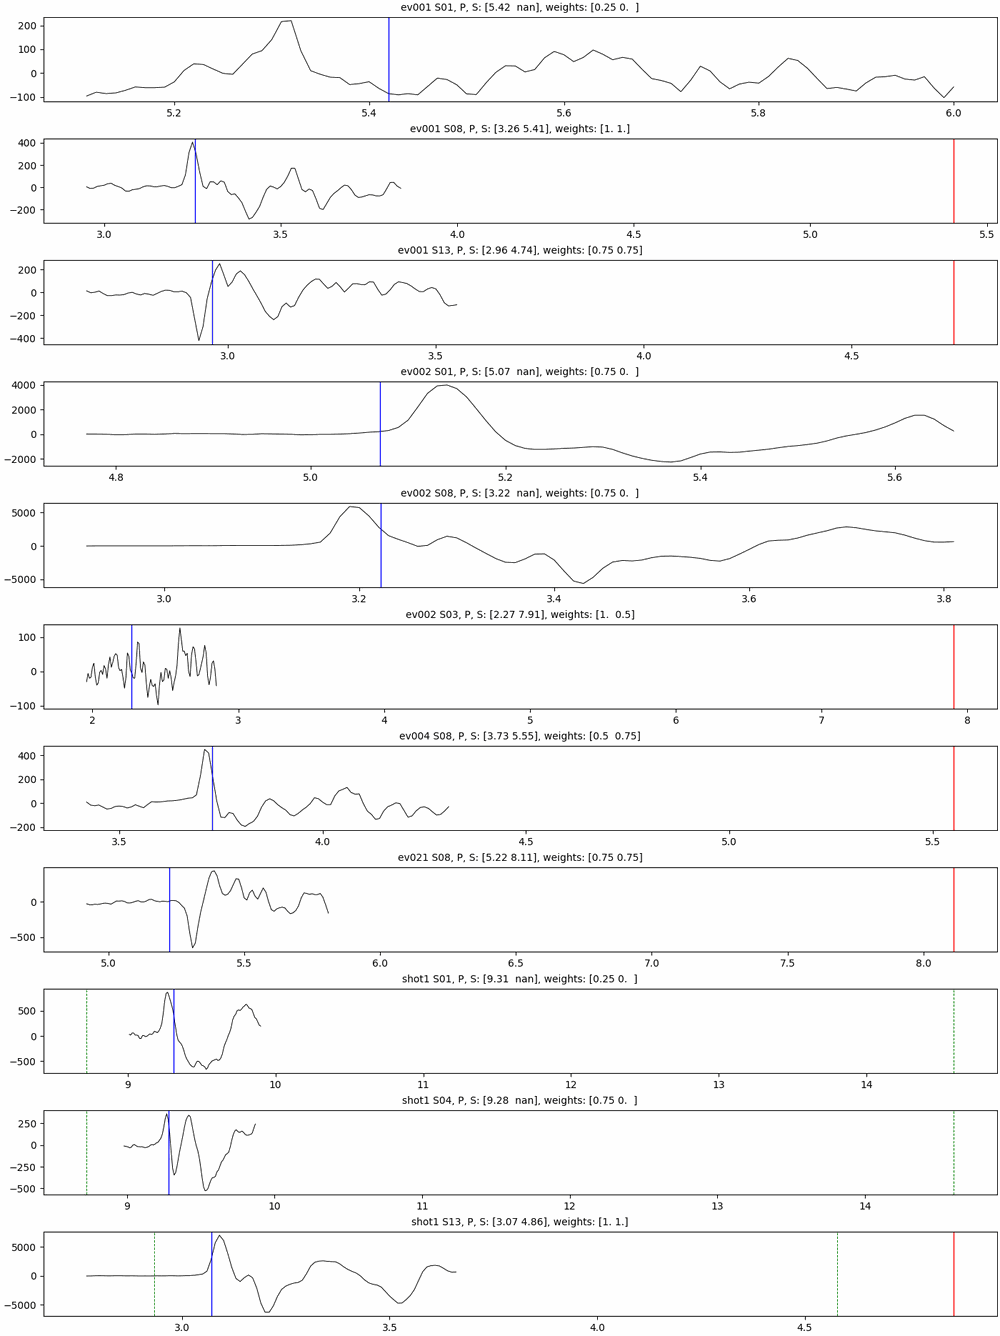 ev001 S01, P, S: [5.42  nan], weights: [0.25 0.  ]
200
100
0
−100
5.2 5.4 5.6 5.8 6.0
ev001 S08, P, S: [3.26 5.41], weights: [1. 1.]
400
200
0
−200
3.0 3.5 4.0 4.5 5.0 5.5
ev001 S13, P, S: [2.96 4.74], weights: [0.75 0.75]
200
0
−200
−400
3.0 3.5 4.0 4.5
ev002 S01, P, S: [5.07  nan], weights: [0.75 0.  ]
4000
2000
0
−2000
4.8 5.0 5.2 5.4 5.6
ev002 S08, P, S: [3.22  nan], weights: [0.75 0.  ]
5000
0
−5000
3.0 3.2 3.4 3.6 3.8
ev002 S03, P, S: [2.27 7.91], weights: [1.  0.5]
100
0
−100
2 3 4 5 6 7 8
ev004 S08, P, S: [3.73 5.55], weights: [0.5  0.75]
400
200
0
−200
3.5 4.0 4.5 5.0 5.5
ev021 S08, P, S: [5.22 8.11], weights: [0.75 0.75]
0
−500
5.0 5.5 6.0 6.5 7.0 7.5 8.0
shot1 S01, P, S: [9.31  nan], weights: [0.25 0.  ]
500
0
−500
9 10 11 12 13 14
shot1 S04, P, S: [9.28  nan], weights: [0.75 0.  ]
250
0
−250
−500
9 10 11 12 13 14
shot1 S13, P, S: [3.07 4.86], weights: [1. 1.]
5000
0
−5000
3.0 3.5 4.0 4.5